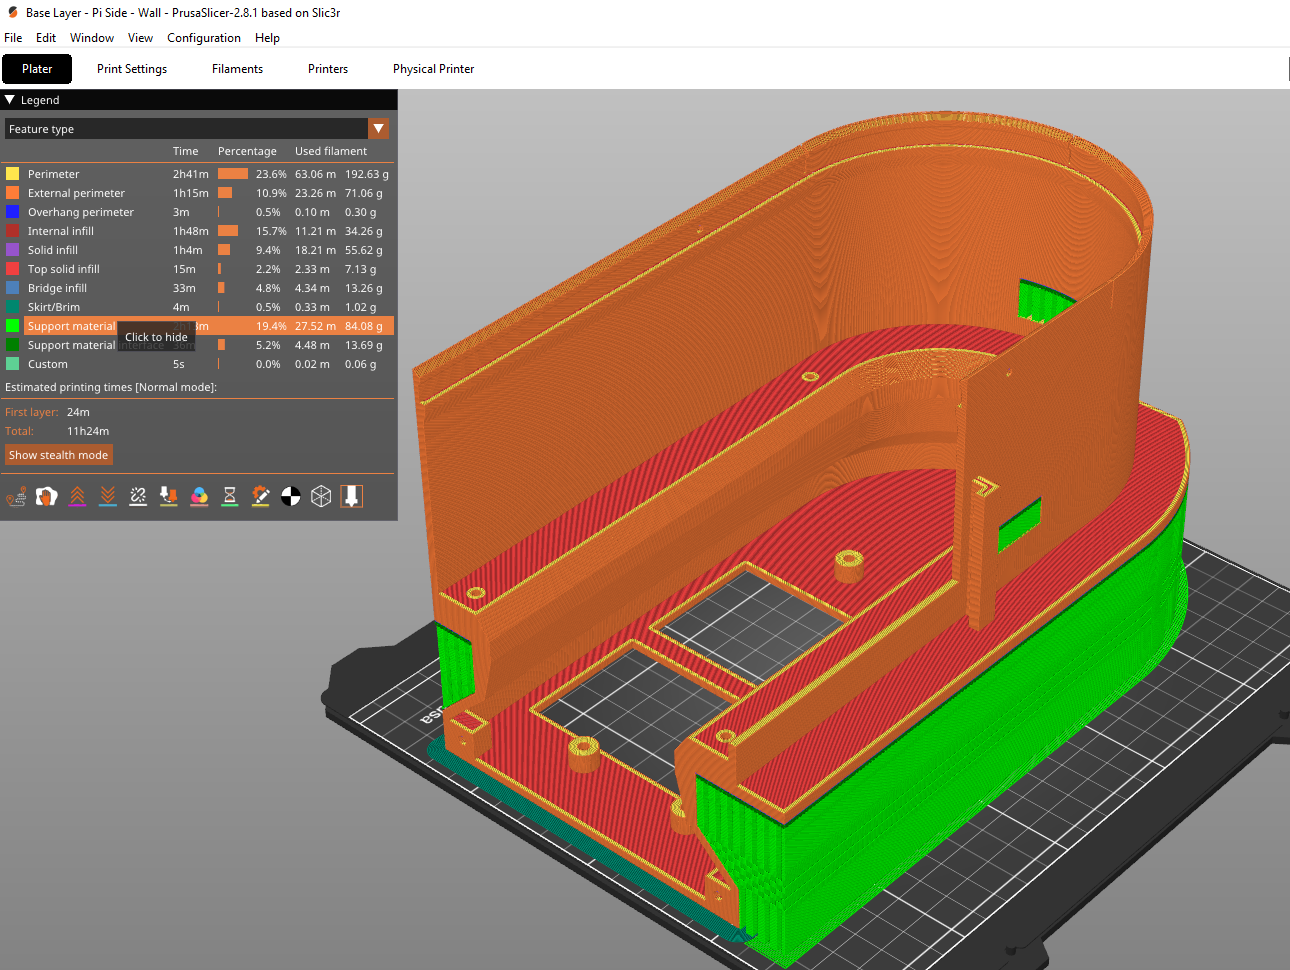 Base Layer - Pi Side - Wall - PrusaSlicer-2.8.1 based on Slic3r
File Edit Window View Configuration Help
Plater Print Settings Filaments Printers Physical Printer
Legend
Feature type
Time Percentage Used filament
Perimeter 2h41m 23.6% 63.06 m 192.63 g
External perimeter 1h15m 10.9% 23.26 m 71.06 g
Overhang perimeter 3m 0.5% 0.10 m 0.30 g
Internal infill 1h48m 15.7% 11.21 m 34.26 g
Solid infill 1h4m 9.4% 18.21 m 55.62 g
Top solid infill 15m 2.2% 2.33 m 7.13 g
Bridge infill 33m 4.8% 4.34 m 13.26 g
Skirt/Brim 4m 0.5% 0.33 m 1.02 g
Support material 2h13m 19.4% 27.52 m 84.08 g
Click to hide
Support material interface 36m 5.2% 4.48 m 13.69 g
Custom 5s 0.0% 0.02 m 0.06 g
Estimated printing times [Normal mode]:
First layer: 24m
Total: 11h24m
Show stealth mode